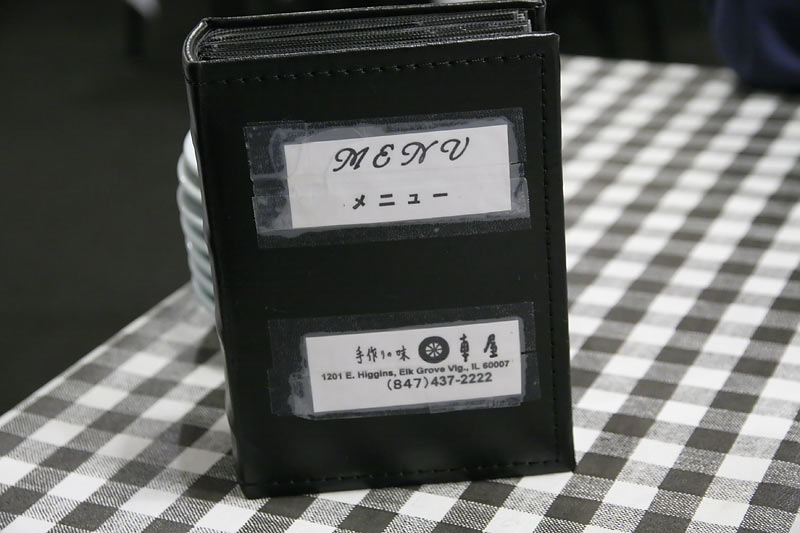 MENU
メニュー
手作りの味 車屋
1201 E. Higgins, Elk Grove Vlg., IL 60007
(847)437-2222